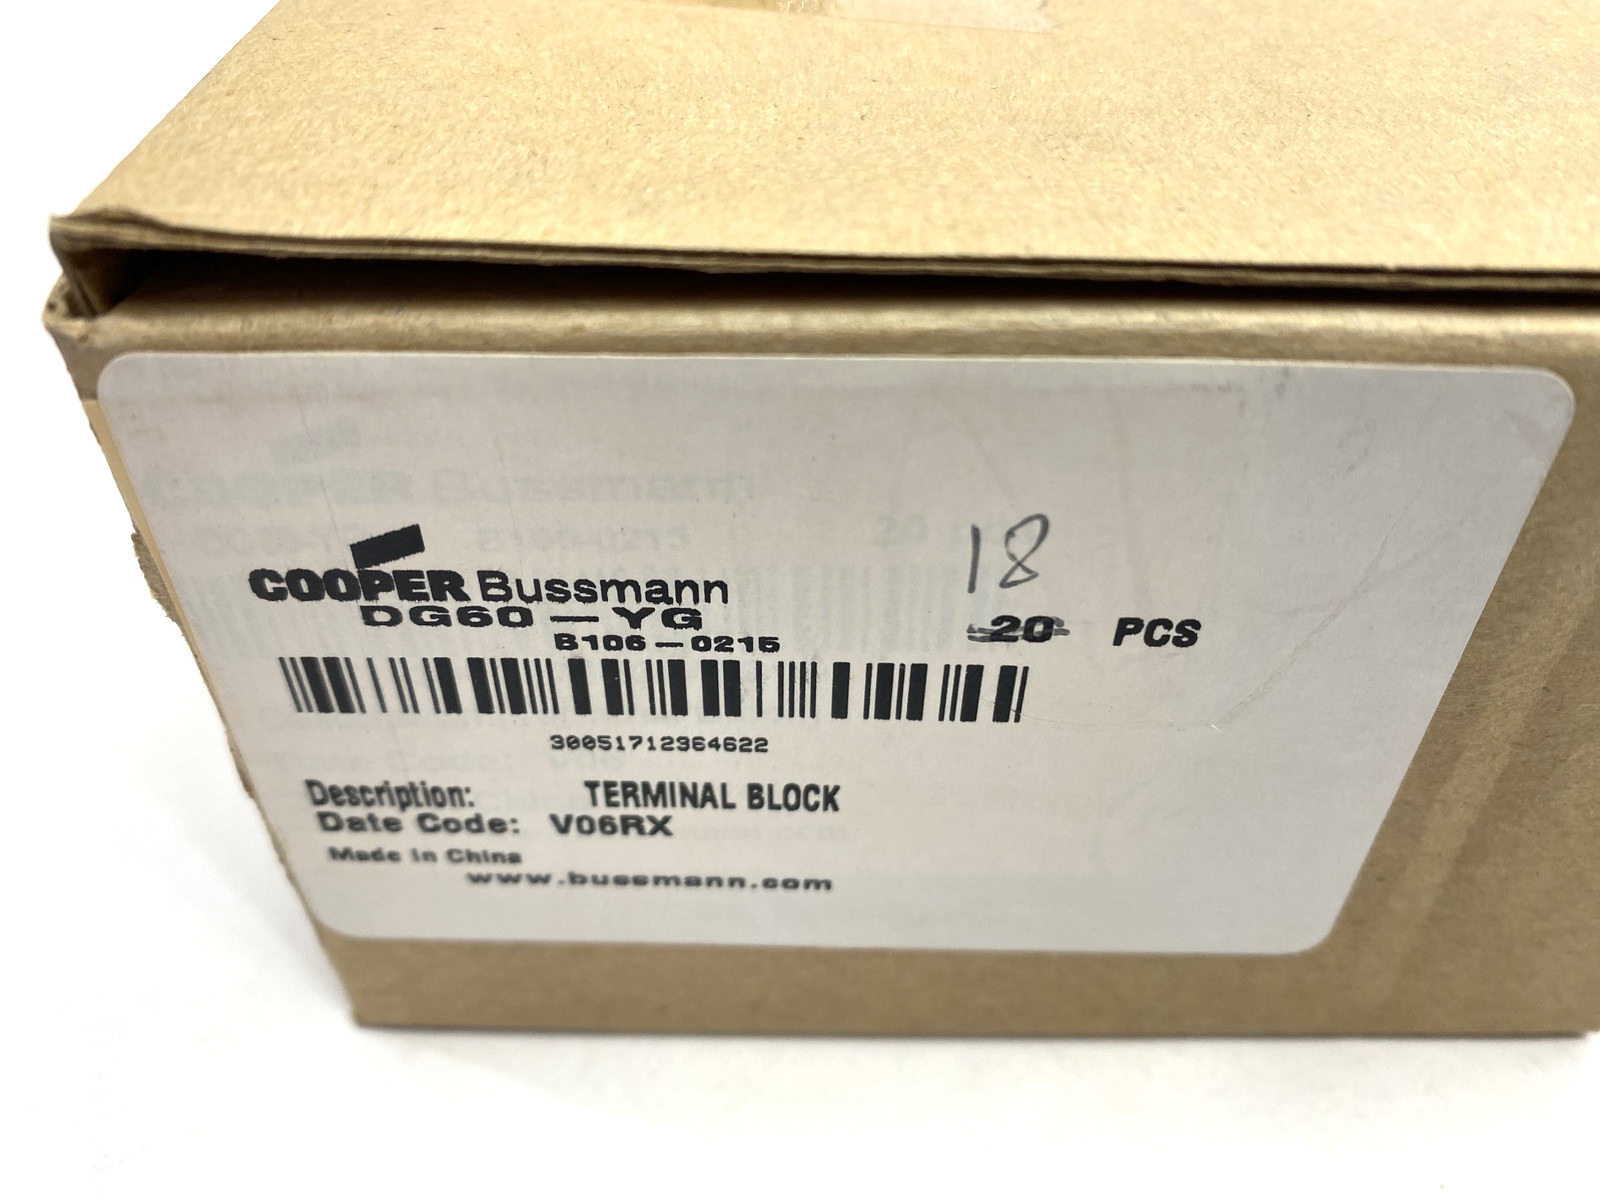 COOPER Bussmann
DG60-YG
B106-0215
18
20 PCS
30051712364622
Description: TERMINAL BLOCK
Date Code: V06RX
Made in China
www.bussmann.com